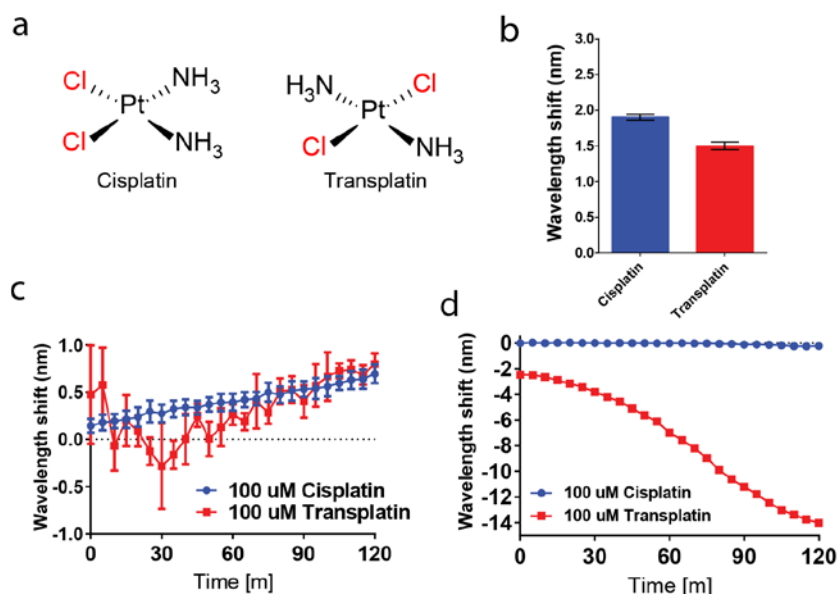 a
Cl
NH3
Pt
Cl
NH3
Cisplatin
H3N
Cl
Pt
Cl
NH3
Transplatin
b
Wavelength shift (nm)
3.0
2.5
2.0
1.5
1.0
0.5
0.0
Cisplatin
Transplatin
c
Wavelength shift (nm)
1.0
0.5
0.0
-0.5
-1.0
100 uM Cisplatin
100 uM Transplatin
0 30 60 90 120
Time [m]
d
Wavelength shift (nm)
0
-2
-4
-6
-8
-10
-12
-14
100 uM Cisplatin
100 uM Transplatin
0 30 60 90 120
Time [m]